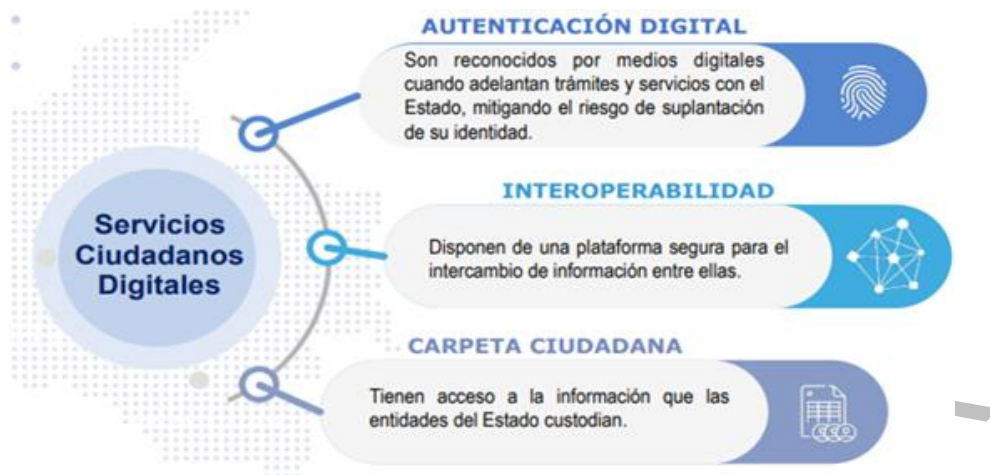 AUTENTICACIÓN DIGITAL
Son reconocidos por medios digitales
cuando adelantan trámites y servicios con el
Estado, mitigando el riesgo de suplantación
de su identidad.
Servicios
Ciudadanos
Digitales
INTEROPERABILIDAD
Disponen de una plataforma segura para el
intercambio de información entre ellas.
CARPETA CIUDADANA
Tienen acceso a la información que las
entidades del Estado custodian.